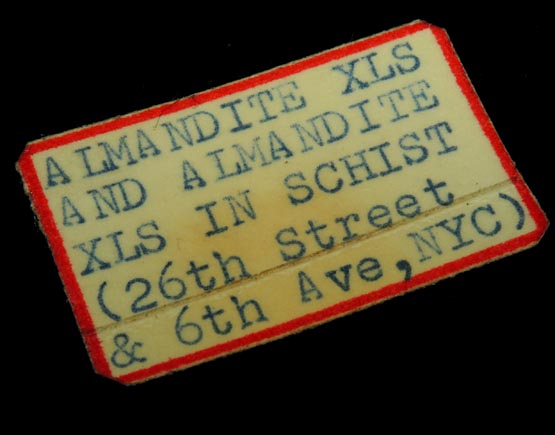 ALMANDITE XLS
AND ALMANDITE
XLS IN SCHIST
(26th Street
& 6th Ave,NYC)